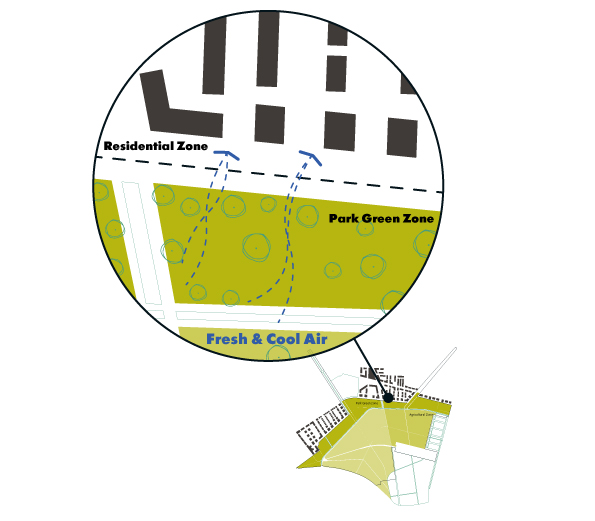 Residential Zone
Park Green Zone
Fresh & Cool Air